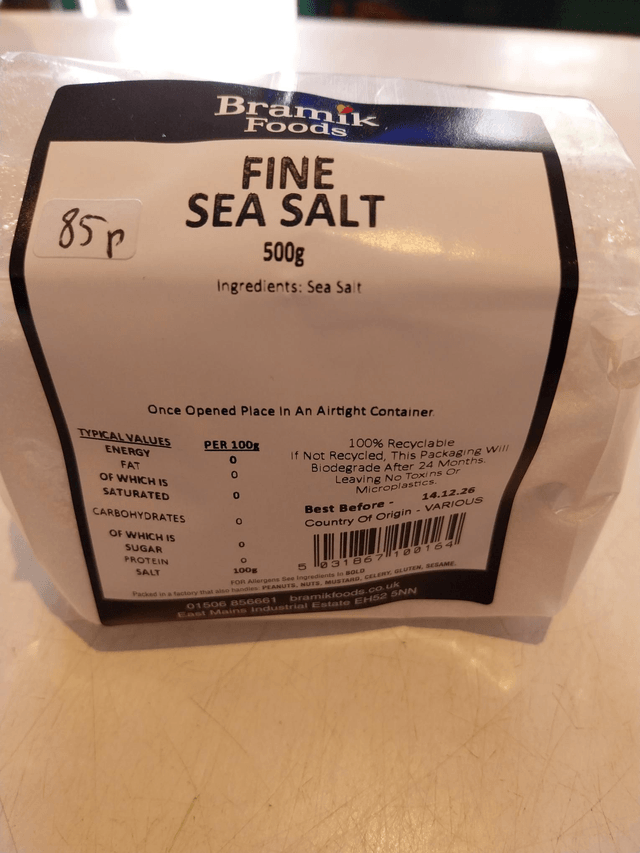 Bramik
Foods
FINE
SEA SALT
85p
500g
Ingredients: Sea Salt
Once Opened Place In An Airtight Container.
TYPICAL VALUES PER 100g
ENERGY 0
FAT 0
OF WHICH IS
SATURATED 0
CARBOHYDRATES 0
OF WHICH IS
SUGAR 0
PROTEIN 0
SALT 100g
100% Recyclable
If Not Recycled, This Packaging Will
Biodegrade After 24 Months.
Leaving No Toxins Or
Microplastics.
Best Before - 14.12.26
Country Of Origin - VARIOUS
5 031867 100164
FOR Allergens See Ingredients in BOLD
Packed in a factory that also handles: PEANUTS, NUTS, MUSTARD, CELERY, GLUTEN, SESAME.
01506 856661 bramikfoods.co.uk
East Mains Industrial Estate EH52 5NN